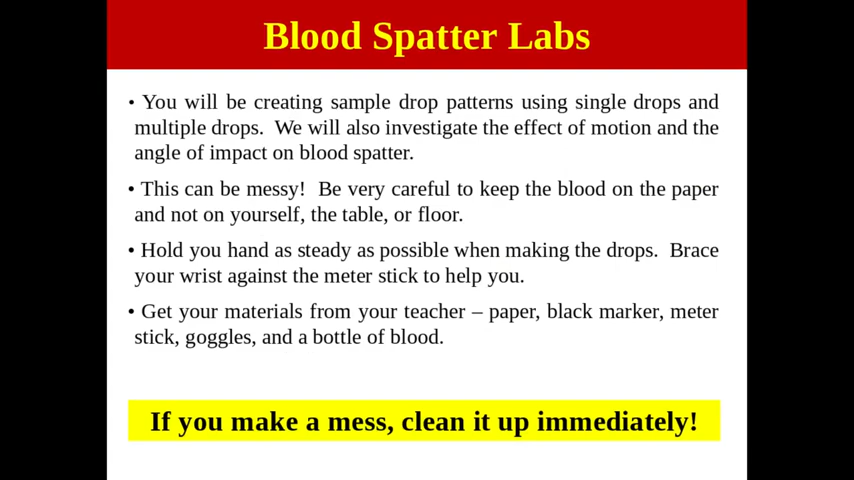 Blood Spatter Labs
• You will be creating sample drop patterns using single drops and
multiple drops.  We will also investigate the effect of motion and the
angle of impact on blood spatter.
• This can be messy!  Be very careful to keep the blood on the paper
and not on yourself, the table, or floor.
• Hold you hand as steady as possible when making the drops.  Brace
your wrist against the meter stick to help you.
• Get your materials from your teacher – paper, black marker, meter
stick, goggles, and a bottle of blood.
If you make a mess, clean it up immediately!